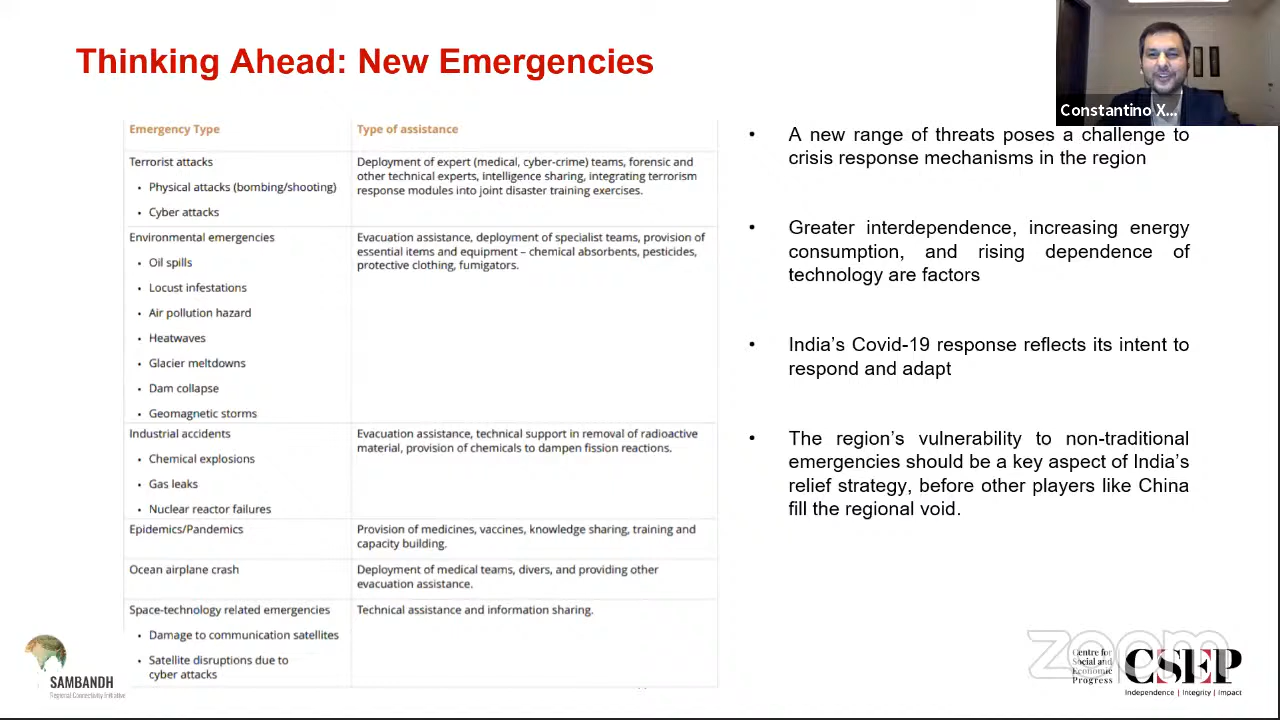 Thinking Ahead: New Emergencies
Constantino X...
Emergency Type
Type of assistance
Terrorist attacks
• Physical attacks (bombing/shooting)
• Cyber attacks
Deployment of expert (medical, cyber-crime) teams, forensic and
other technical experts, intelligence sharing, integrating terrorism
response modules into joint disaster training exercises.
Environmental emergencies
• Oil spills
• Locust infestations
• Air pollution hazard
• Heatwaves
• Glacier meltdowns
• Dam collapse
• Geomagnetic storms
Evacuation assistance, deployment of specialist teams, provision of
essential items and equipment – chemical absorbents, pesticides,
protective clothing, fumigators.
Industrial accidents
• Chemical explosions
• Gas leaks
• Nuclear reactor failures
Evacuation assistance, technical support in removal of radioactive
material, provision of chemicals to dampen fission reactions.
Epidemics/Pandemics
Provision of medicines, vaccines, knowledge sharing, training and
capacity building.
Ocean airplane crash
Deployment of medical teams, divers, and providing other
evacuation assistance.
Space-technology related emergencies
• Damage to communication satellites
• Satellite disruptions due to
cyber attacks
Technical assistance and information sharing.
• A new range of threats poses a challenge to
crisis response mechanisms in the region
• Greater interdependence, increasing energy
consumption, and rising dependence of
technology are factors
• India's Covid-19 response reflects its intent to
respond and adapt
• The region's vulnerability to non-traditional
emergencies should be a key aspect of India's
relief strategy, before other players like China
fill the regional void.
SAMBANDH
Regional Connectivity Initiative
zoom
Centre for
Social and
Economic
Progress
CSEP
Independence | Integrity | Impact